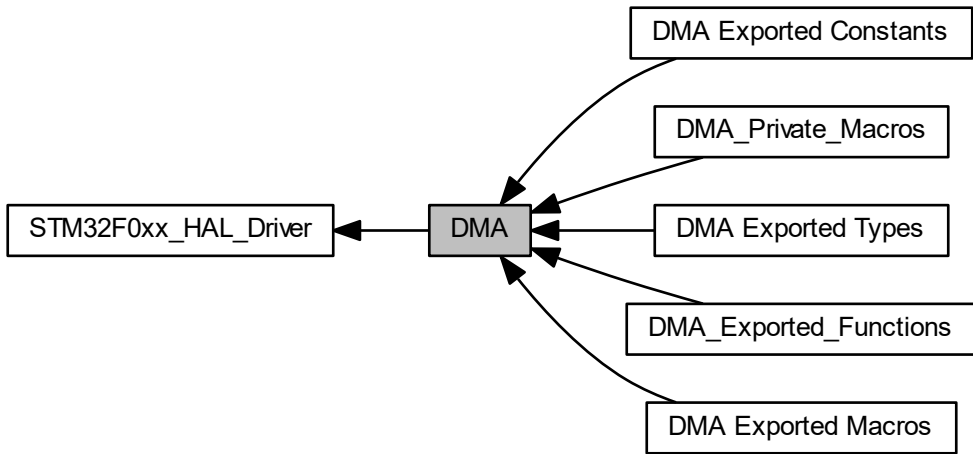 DMA Exported Constants
DMA_Private_Macros
STM32F0xx_HAL_Driver
DMA
DMA Exported Types
DMA_Exported_Functions
DMA Exported Macros